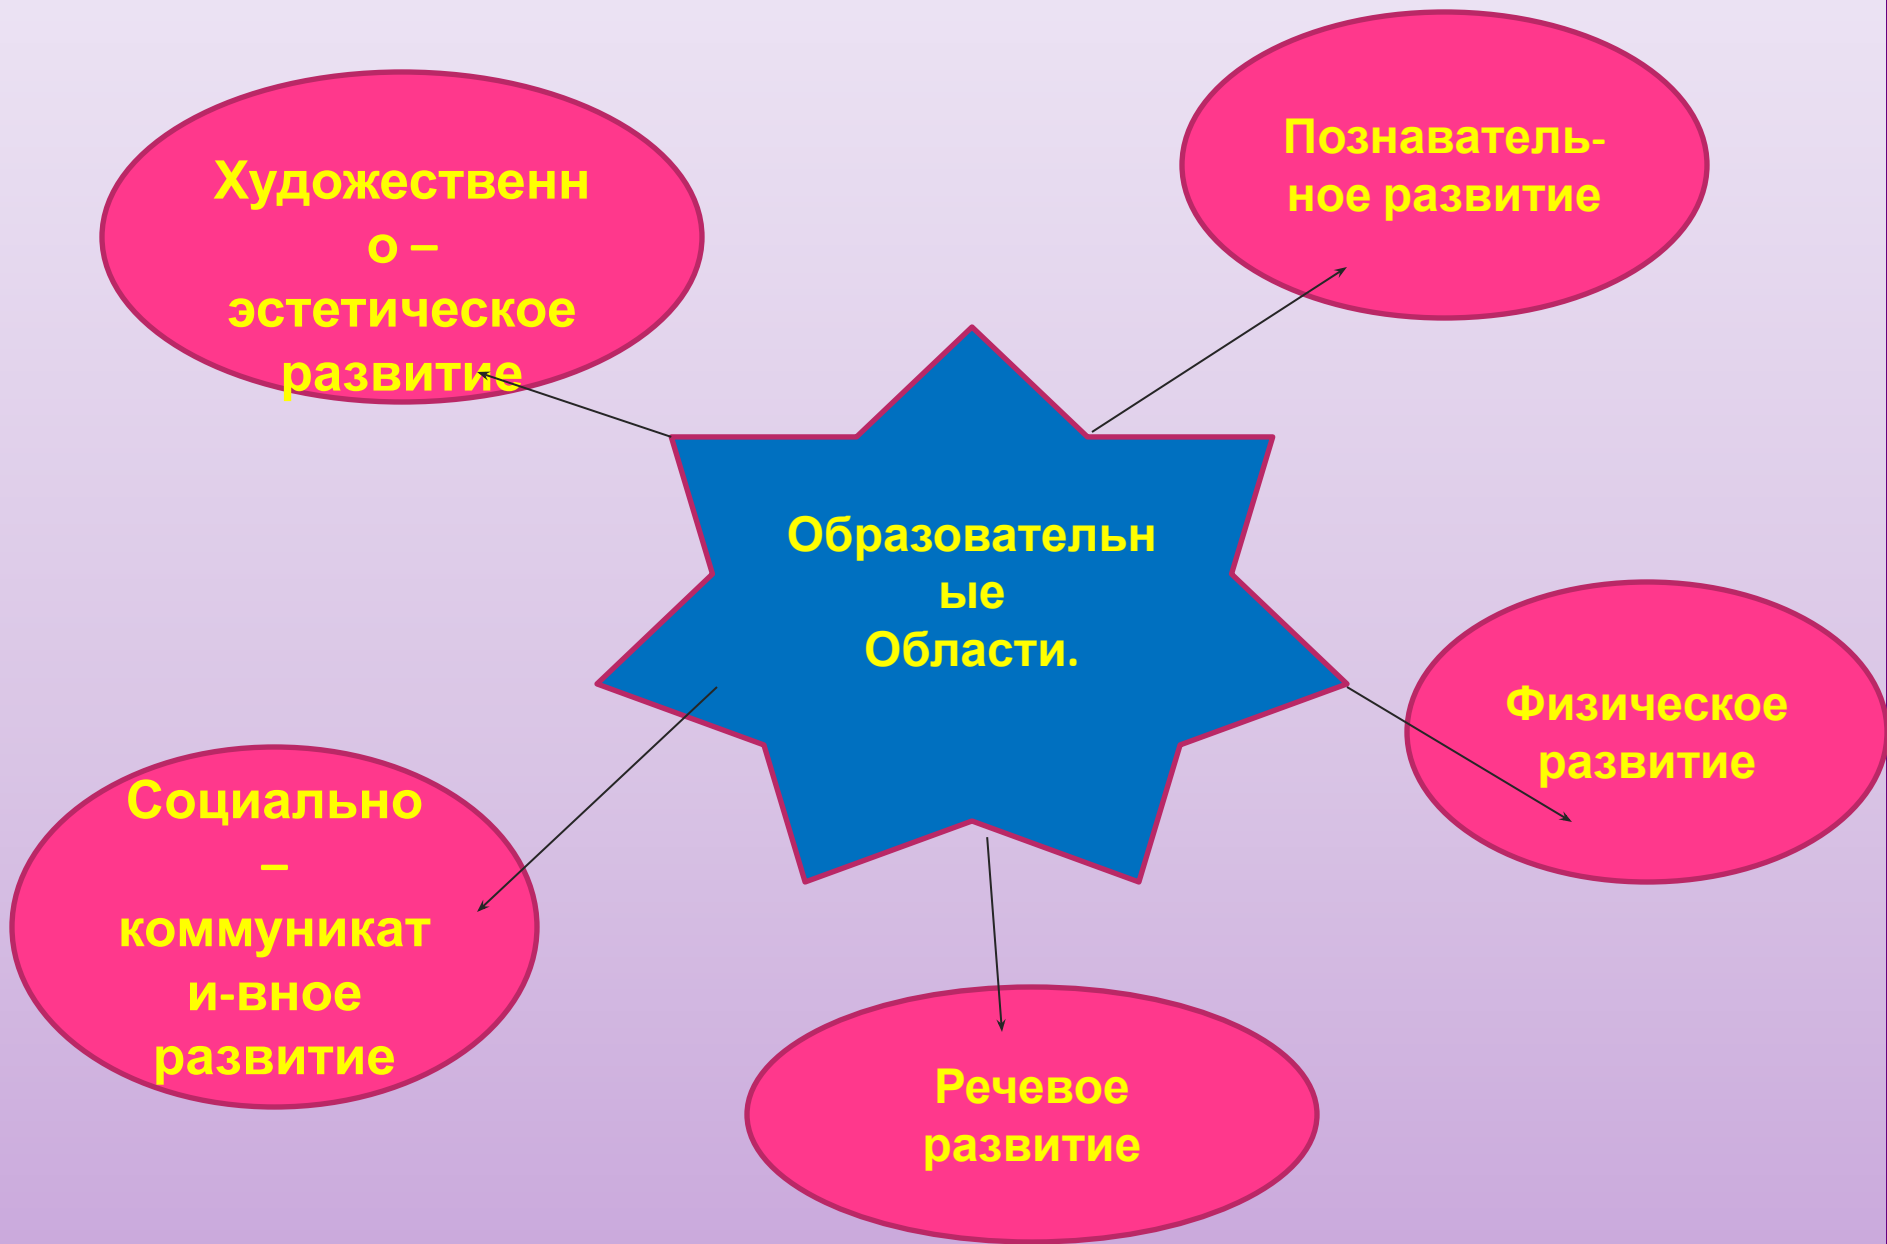 Художественн
о –
эстетическое
развитие
Познаватель-
ное развитие
Образовательн
ые
Области.
Физическое
развитие
Социально
–
коммуникат
и-вное
развитие
Речевое
развитие